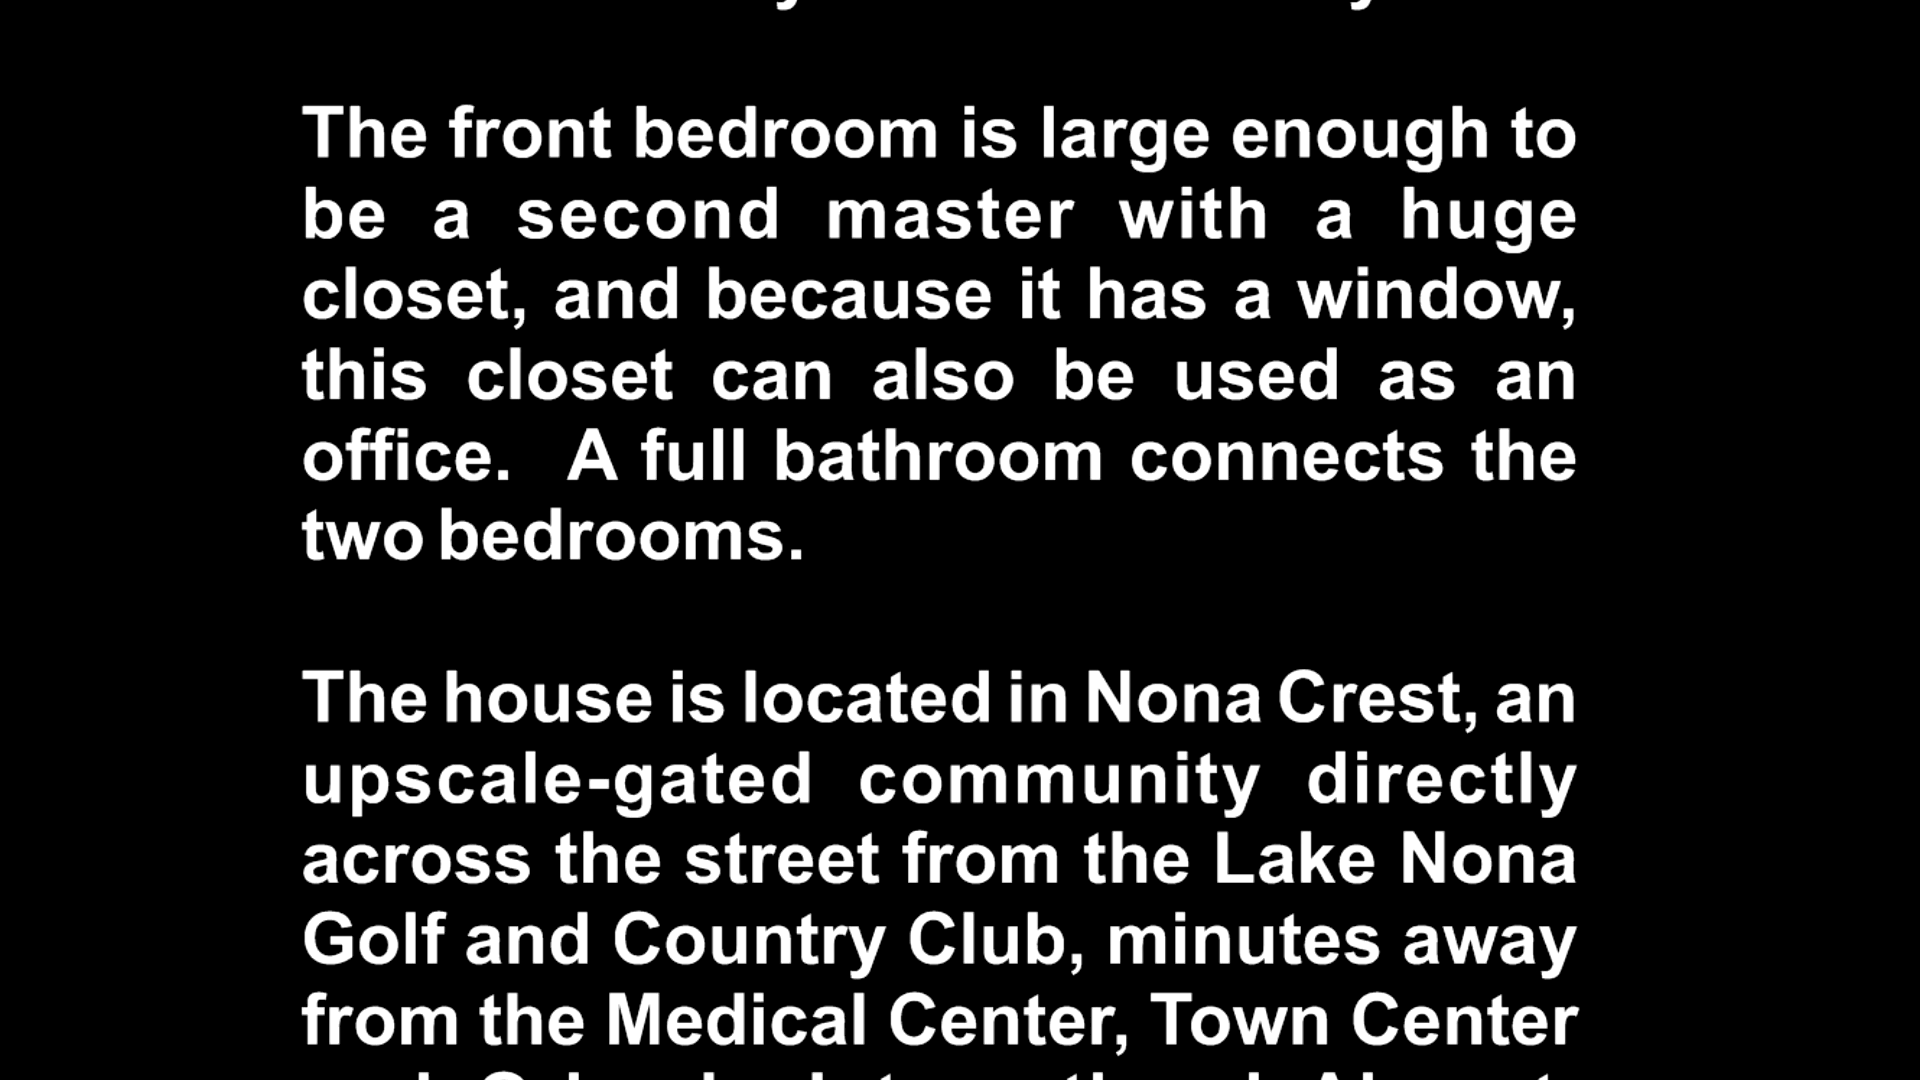 The front bedroom is large enough to
be a second master with a huge
closet, and because it has a window,
this closet can also be used as an
office. A full bathroom connects the
two bedrooms.
The house is located in Nona Crest, an
upscale-gated community directly
across the street from the Lake Nona
Golf and Country Club, minutes away
from the Medical Center, Town Center